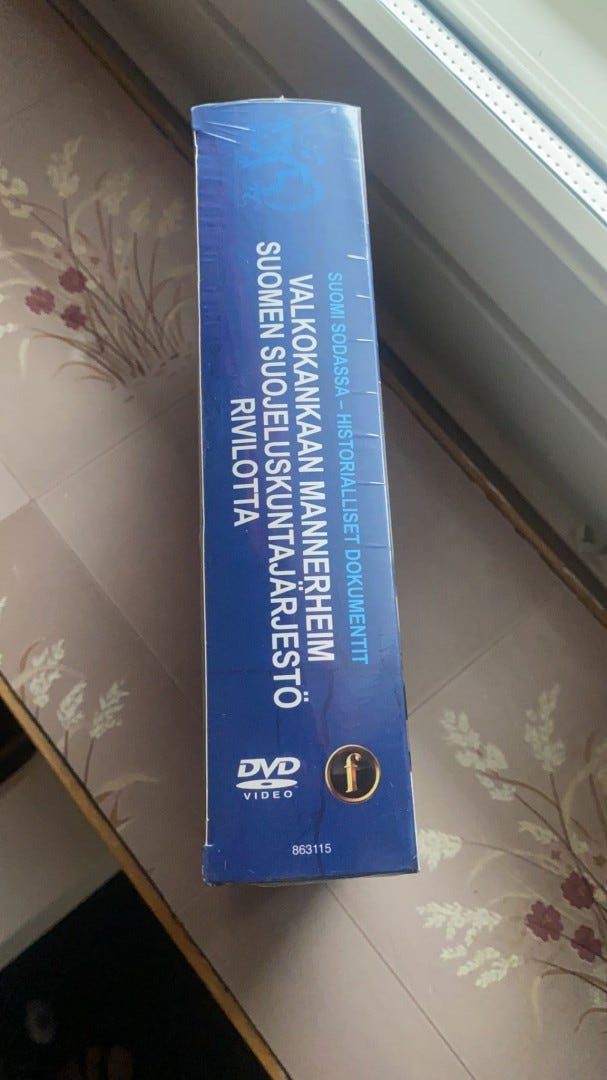 SUOMI SODASSA – HISTORIALLISET DOKUMENTIT
VALKOKANKAAN MANNERHEIM
SUOMEN SUOJELUSKUNTAJÄRJESTÖ
RIVILOTTA
f
DVD
VIDEO
863115